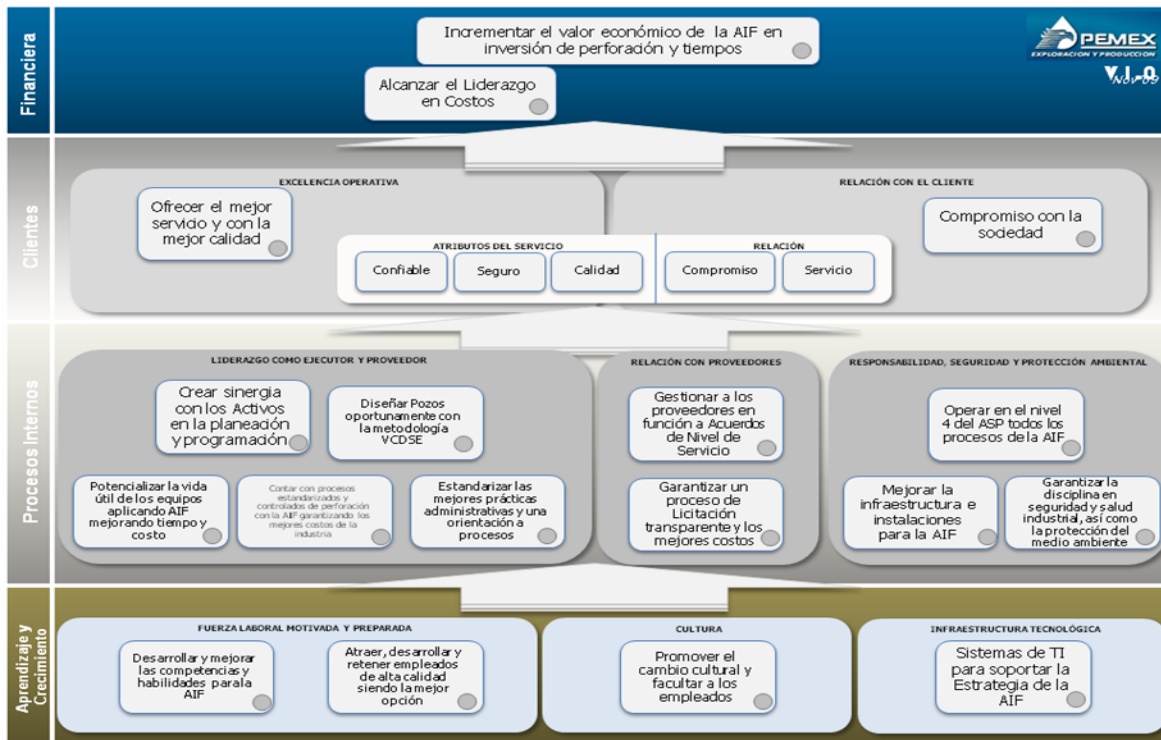 Financiera
Incrementar el valor económico de la AIF en
inversión de perforación y tiempos
Alcanzar el Liderazgo
en Costos
PEMEX
EXPLORACIÓN Y PRODUCCIÓN
V.1.0
Nov 09
Clientes
EXCELENCIA OPERATIVA
Ofrecer el mejor
servicio y con la
mejor calidad
RELACIÓN CON EL CLIENTE
Compromiso con la
sociedad
ATRIBUTOS DEL SERVICIO
Confiable
Seguro
Calidad
RELACIÓN
Compromiso
Servicio
Procesos Internos
LIDERAZGO COMO EJECUTOR Y PROVEEDOR
Crear sinergia
con los Activos
en la planeación
y programación
Diseñar Pozos
oportunamente con
la metodología
VCDSE
Potencializar la vida
útil de los equipos
aplicando AIF
mejorando tiempo y
costo
Contar con procesos
estandarizados y
controlados de perforación
con la AIF garantizando los
mejores costos de la
industria
Estandarizar las
mejores prácticas
administrativas y una
orientación a
procesos
RELACIÓN CON PROVEEDORES
Gestionar a los
proveedores en
función a Acuerdos
de Nivel de
Servicio
Garantizar un
proceso de
Licitación
transparente y los
mejores costos
RESPONSABILIDAD, SEGURIDAD Y PROTECCIÓN AMBIENTAL
Operar en el nivel
4 del ASP todos los
procesos de la AIF
Mejorar la
infraestructura e
instalaciones
para la AIF
Garantizar la
disciplina en
seguridad y salud
industrial, así como
la protección del
medio ambiente
Aprendizaje y
Crecimiento
FUERZA LABORAL MOTIVADA Y PREPARADA
Desarrollar y mejorar
las competencias y
habilidades para la
AIF
Atraer, desarrollar y
retener empleados
de alta calidad
siendo la mejor
opción
CULTURA
Promover el
cambio cultural y
facultar a los
empleados
INFRAESTRUCTURA TECNOLÓGICA
Sistemas de TI
para soportar la
Estrategia de la
AIF